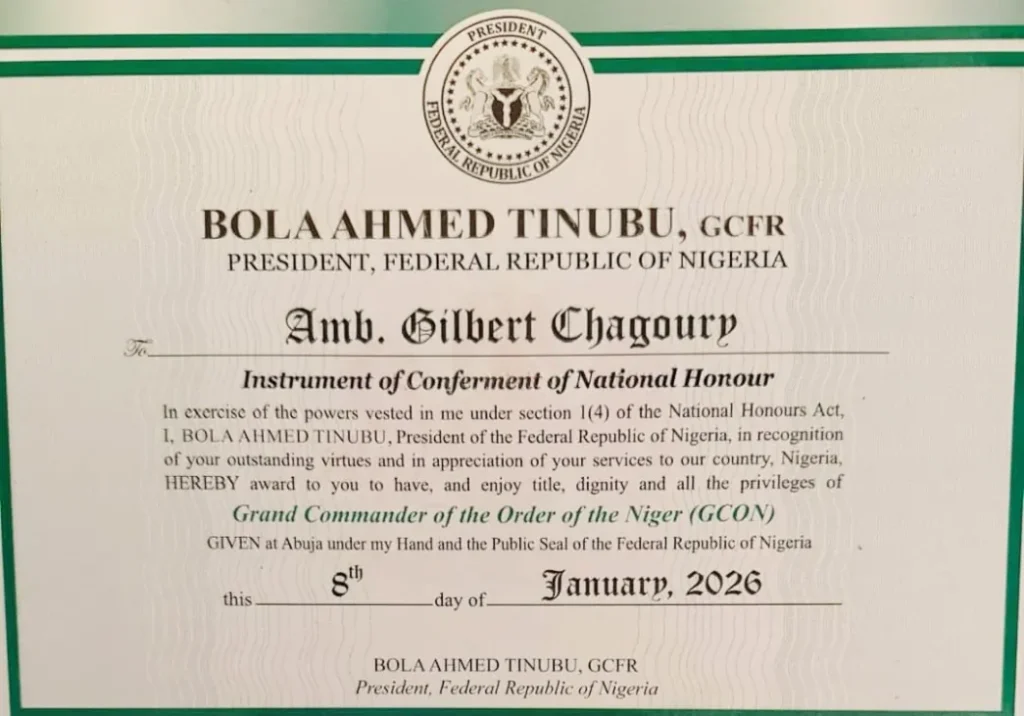 PRESIDENT
FEDERAL REPUBLIC OF NIGERIA
BOLA AHMED TINUBU, GCFR
PRESIDENT, FEDERAL REPUBLIC OF NIGERIA
To Amb. Gilbert Chagoury
Instrument of Conferment of National Honour
In exercise of the powers vested in me under section 1(4) of the National Honours Act,
I, BOLA AHMED TINUBU, President of the Federal Republic of Nigeria, in recognition
of your outstanding virtues and in appreciation of your services to our country, Nigeria,
HEREBY award to you to have, and enjoy title, dignity and all the privileges of
Grand Commander of the Order of the Niger (GCON)
GIVEN at Abuja under my Hand and the Public Seal of the Federal Republic of Nigeria
this 8th day of January, 2026
BOLA AHMED TINUBU, GCFR
President, Federal Republic of Nigeria